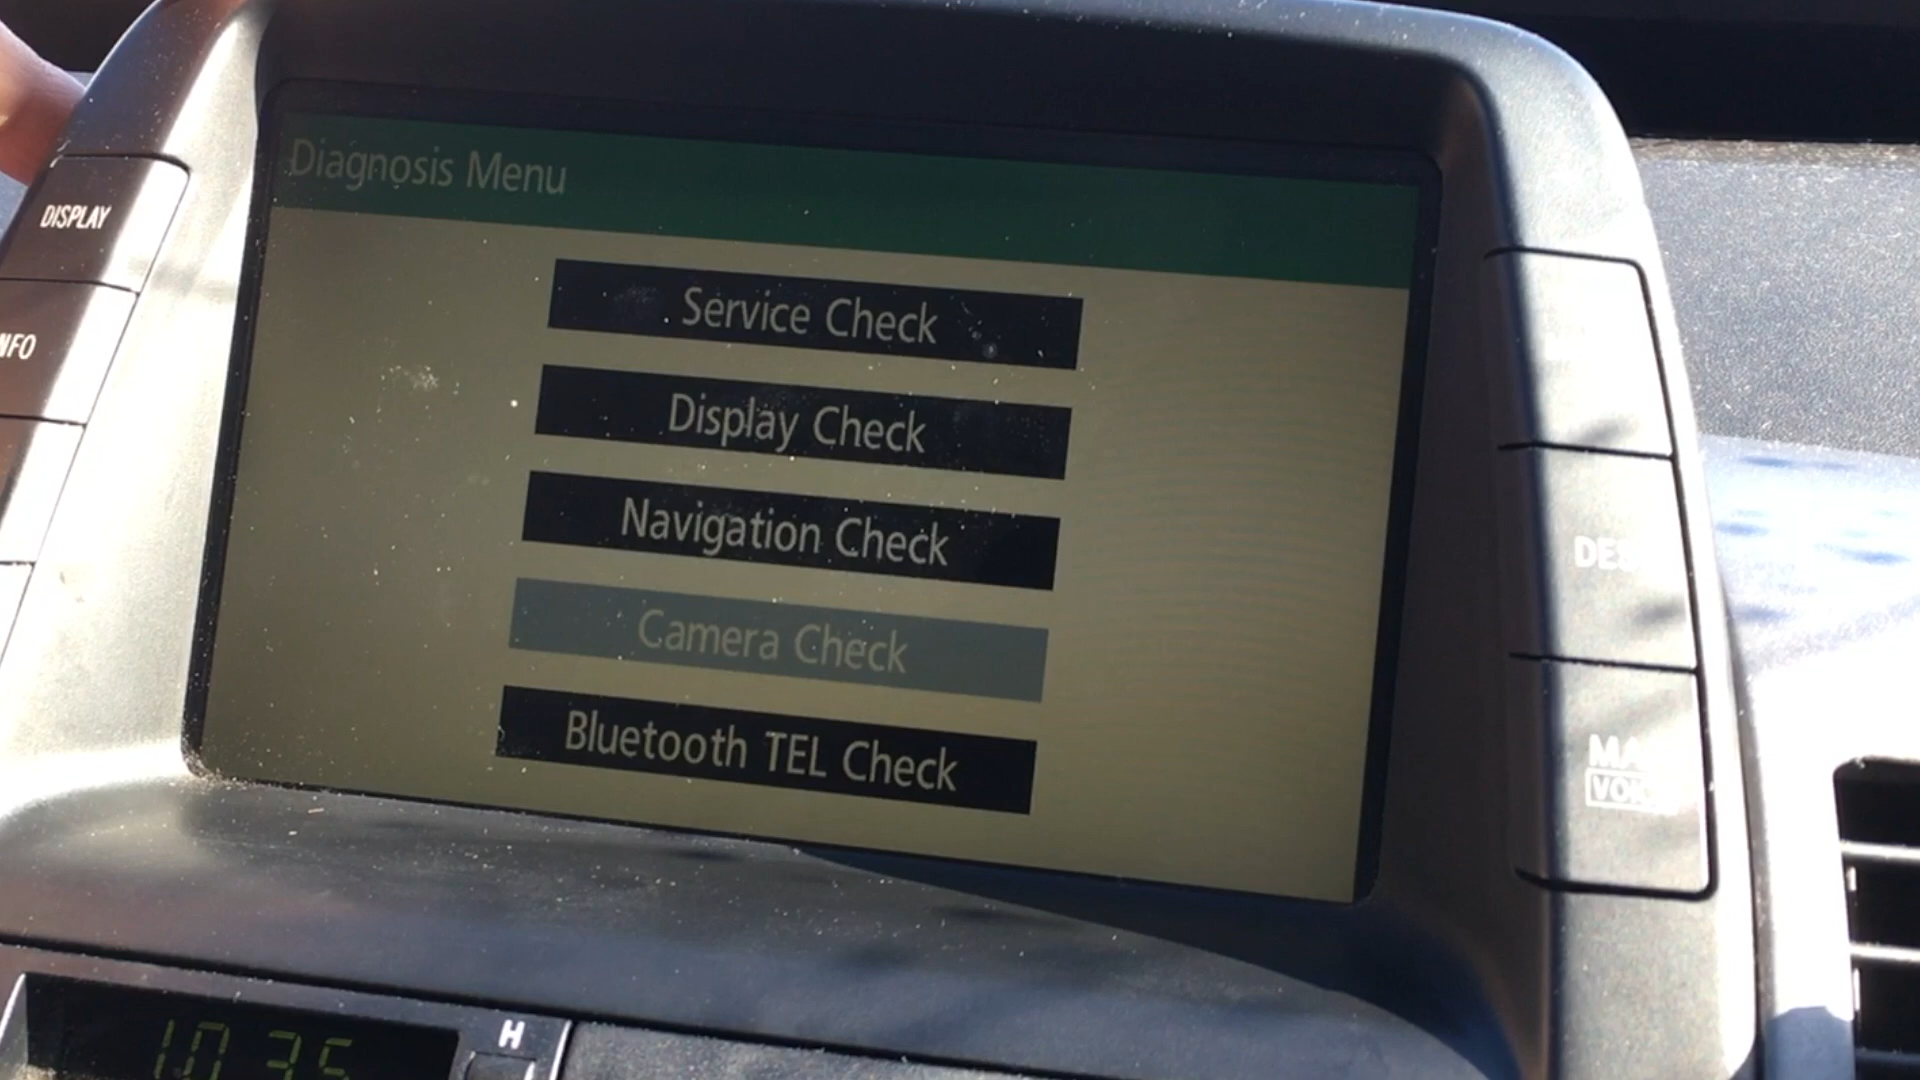 Diagnosis Menu
DISPLAY
Service Check
Display Check
Navigation Check
Camera Check
Bluetooth TEL Check
H